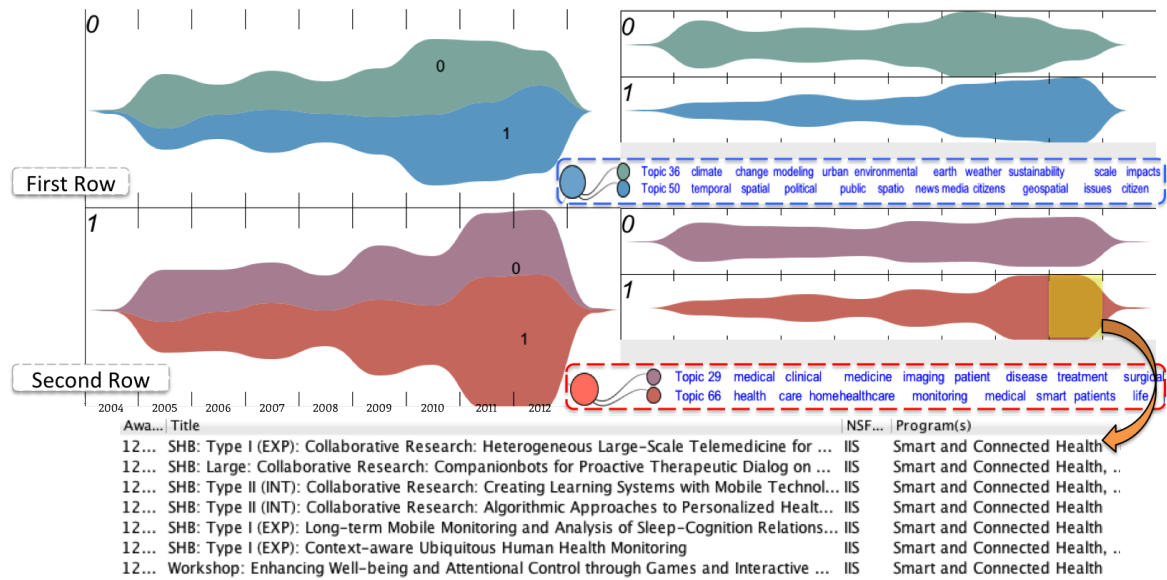 0
0
0
1
1
First Row
Topic 36 climate change modeling urban environmental earth weather sustainability scale impacts
Topic 50 temporal spatial political public spatio news media citizens geospatial issues citizen
1
0
0
1
1
Second Row
Topic 29 medical clinical medicine imaging patient disease treatment surgical
Topic 66 health care homehealthcare monitoring medical smart patients life
2004 2005 2006 2007 2008 2009 2010 2011 2012
Awa... Title NSF... Program(s)
12... SHB: Type I (EXP): Collaborative Research: Heterogeneous Large-Scale Telemedicine for ... IIS Smart and Connected Health
12... SHB: Large: Collaborative Research: Companionbots for Proactive Therapeutic Dialog on ... IIS Smart and Connected Health, ..
12... SHB: Type II (INT): Collaborative Research: Creating Learning Systems with Mobile Technol... IIS Smart and Connected Health, ..
12... SHB: Type II (INT): Collaborative Research: Algorithmic Approaches to Personalized Healt... IIS Smart and Connected Health
12... SHB: Type I (EXP): Long-term Mobile Monitoring and Analysis of Sleep-Cognition Relations... IIS Smart and Connected Health
12... SHB: Type I (EXP): Context-aware Ubiquitous Human Health Monitoring IIS Smart and Connected Health, ..
12... Workshop: Enhancing Well-being and Attentional Control through Games and Interactive ... IIS Smart and Connected Health